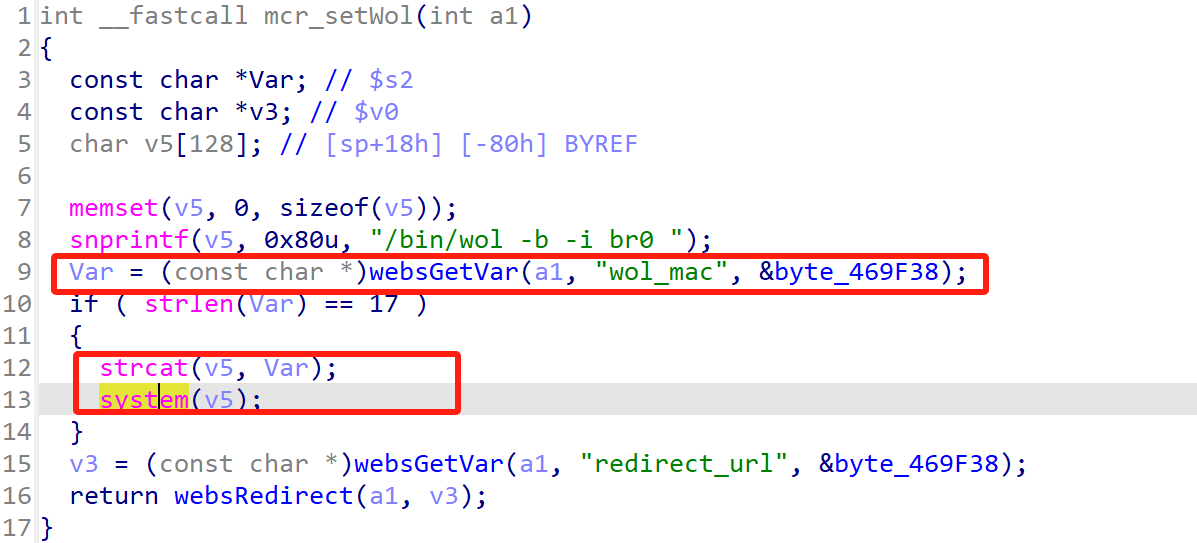 1 int __fastcall mcr_setWol(int a1)
2 {
3   const char *Var; // $s2
4   const char *v3; // $v0
5   char v5[128]; // [sp+18h] [-80h] BYREF
6
7   memset(v5, 0, sizeof(v5));
8   snprintf(v5, 0x80u, "/bin/wol -b -i br0 ");
9   Var = (const char *)websGetVar(a1, "wol_mac", &byte_469F38);
10   if ( strlen(Var) == 17 )
11   {
12     strcat(v5, Var);
13     system(v5);
14   }
15   v3 = (const char *)websGetVar(a1, "redirect_url", &byte_469F38);
16   return websRedirect(a1, v3);
17 }